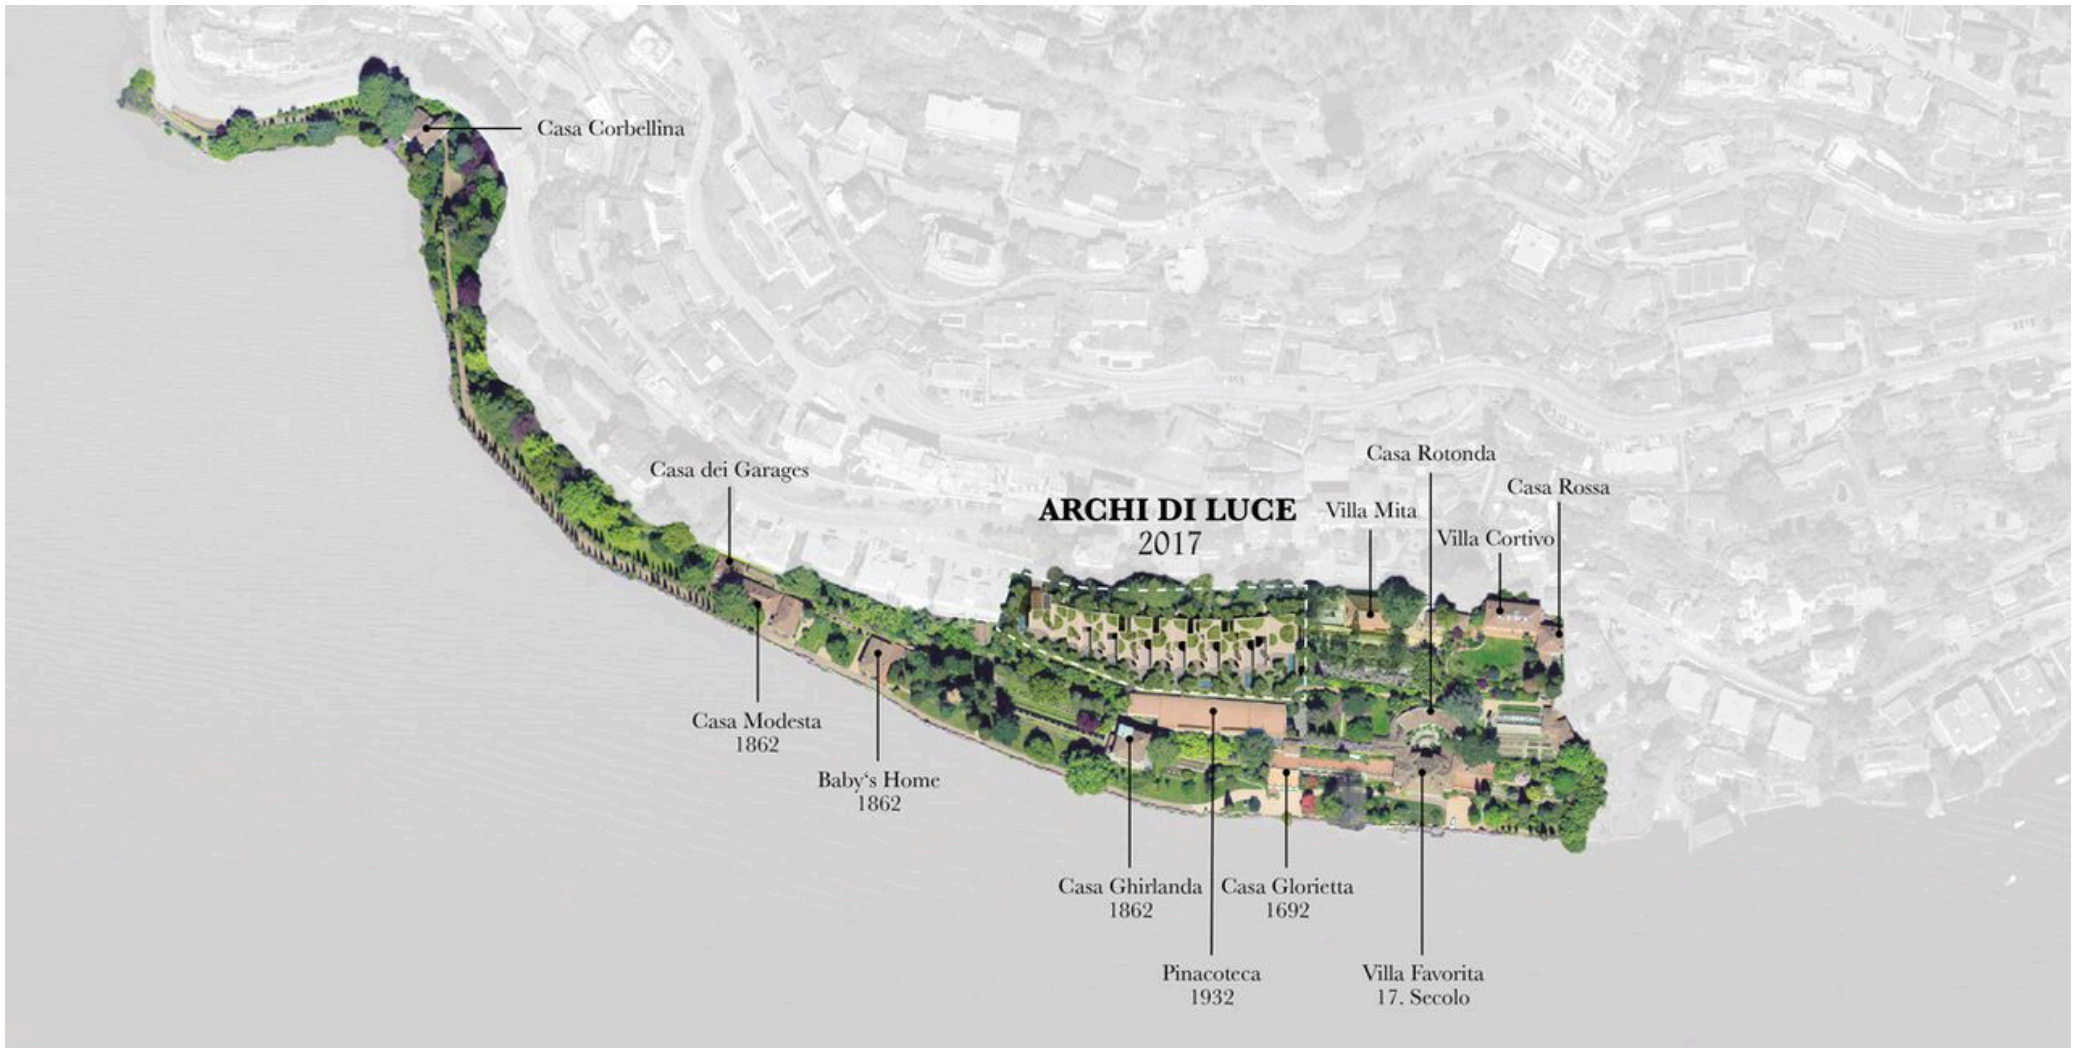 Casa Corbellina
Casa Rotonda
Casa dei Garages
Casa Rossa
ARCHI DI LUCE
2017
Villa Mita
Villa Cortivo
Casa Modesta
1862
Baby‘s Home
1862
Casa Ghirlanda
1862
Casa Glorietta
1692
Pinacoteca
1932
Villa Favorita
17. Secolo